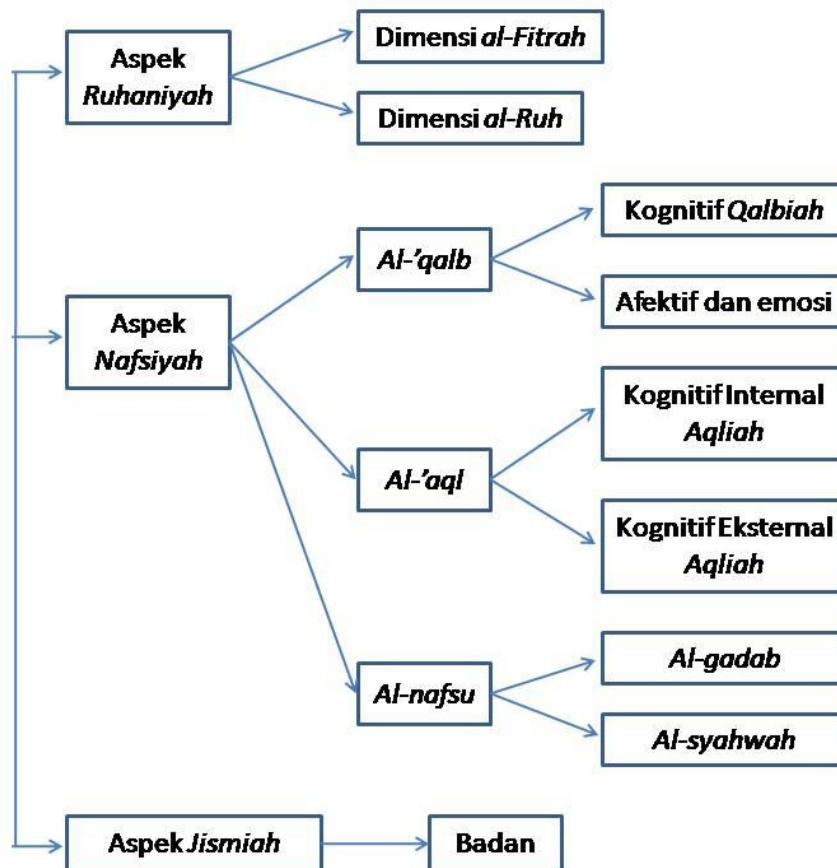 Aspek
Ruhaniyah
Dimensi al-Fitrah
Dimensi al-Ruh
Aspek
Nafsiyah
Al-'qalb
Kognitif Qalbiah
Afektif dan emosi
Al-'aql
Kognitif Internal
Aqliah
Kognitif Eksternal
Aqliah
Al-nafsu
Al-gadab
Al-syahwah
Aspek Jismiah
Badan